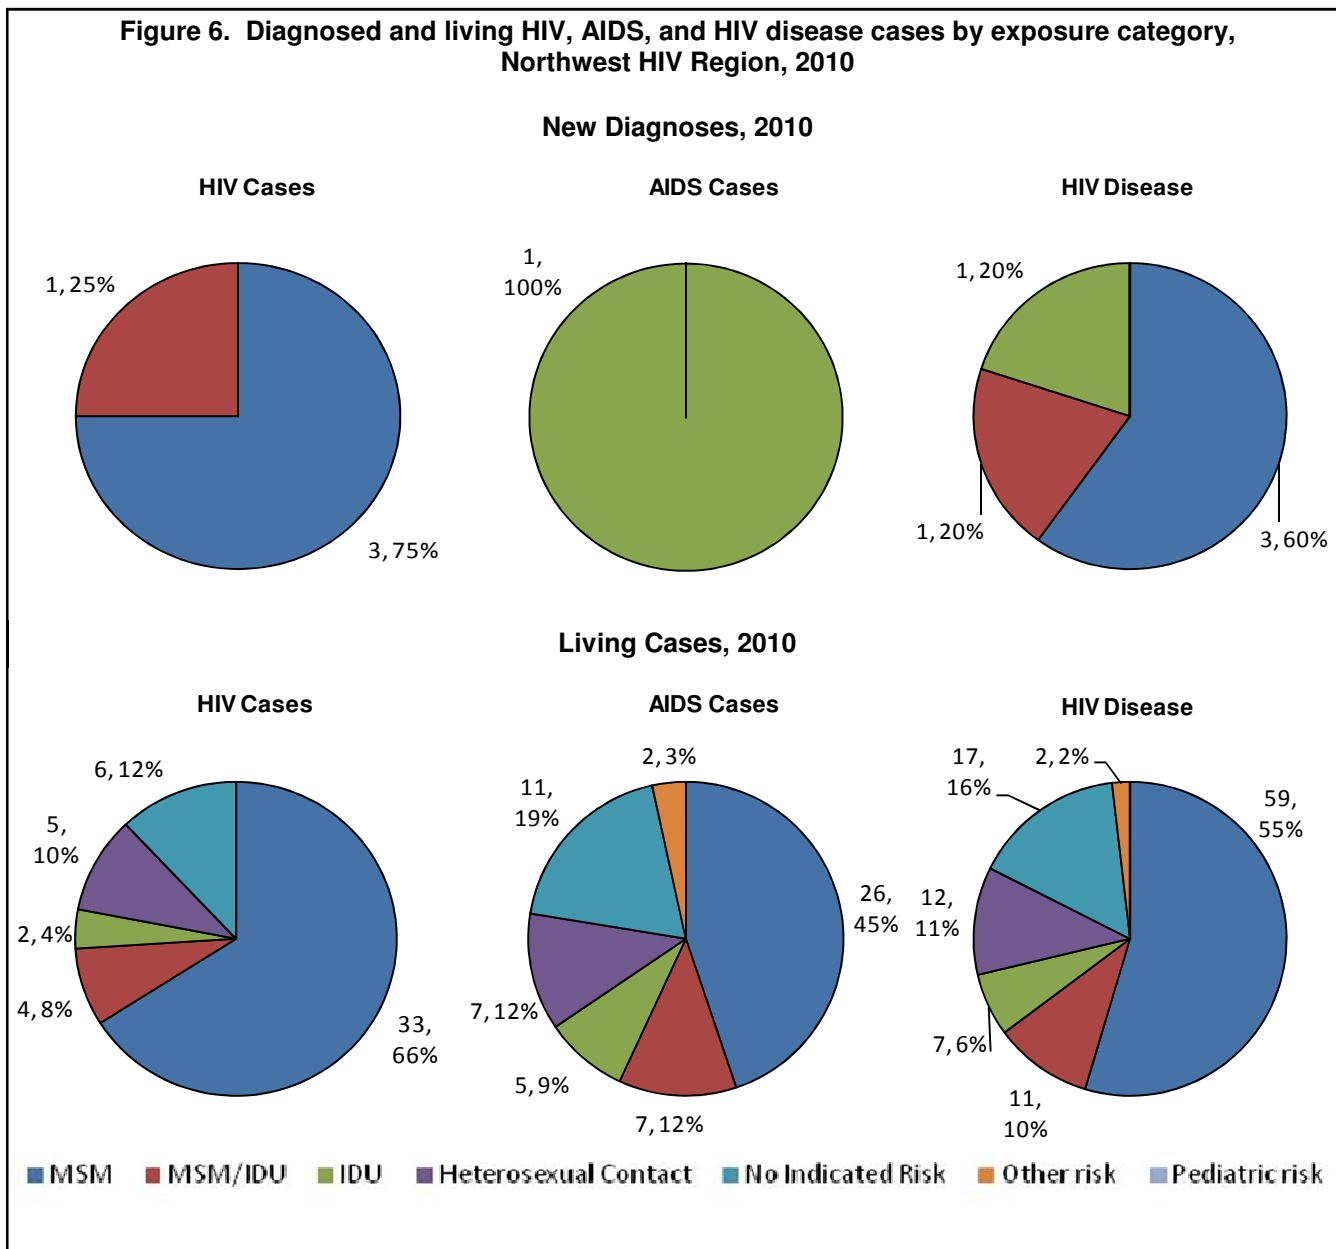 Figure 6. Diagnosed and living HIV, AIDS, and HIV disease cases by exposure category,
Northwest HIV Region, 2010
New Diagnoses, 2010
HIV Cases
1, 25%
3, 75%
AIDS Cases
1,
100%
HIV Disease
1, 20%
1, 20%
3, 60%
Living Cases, 2010
HIV Cases
6, 12%
5,
10%
2, 4%
4, 8%
33,
66%
AIDS Cases
2, 3%
11,
19%
26,
45%
7, 12%
5, 9%
7, 12%
HIV Disease
17,
16%
2, 2%
59,
55%
12,
11%
7, 6%
11,
10%
MSM MSM/IDU IDU Heterosexual Contact No Indicated Risk Other risk Pediatric risk